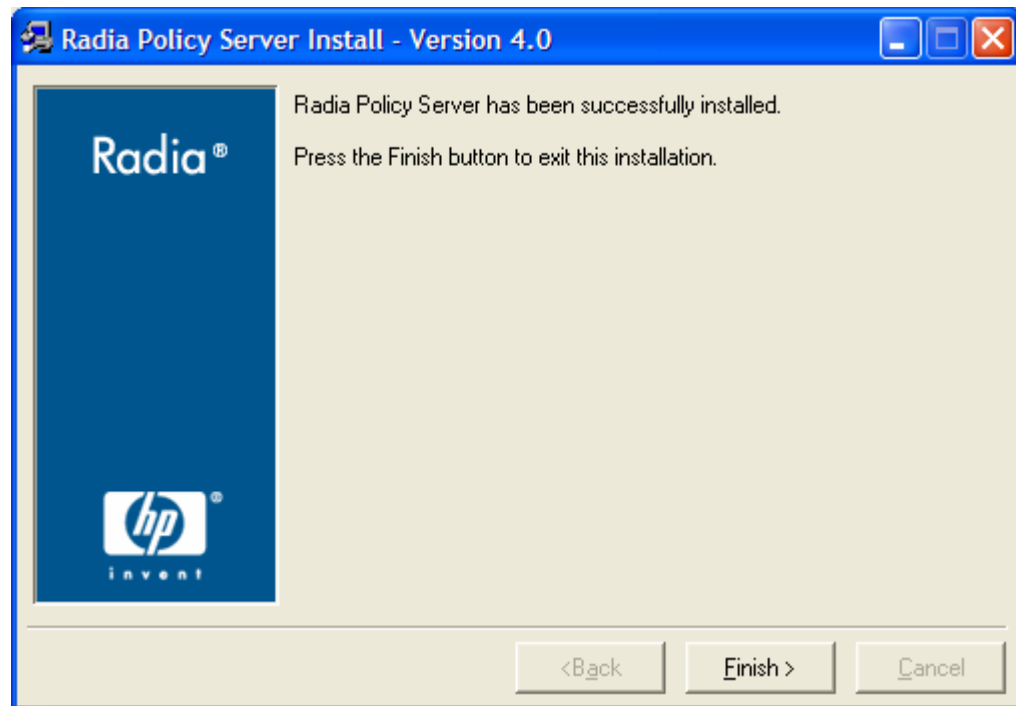 Radia Policy Server Install - Version 4.0
Radia®
Radia Policy Server has been successfully installed.
Press the Finish button to exit this installation.
hp®
invent
<Back
Finish >
Cancel